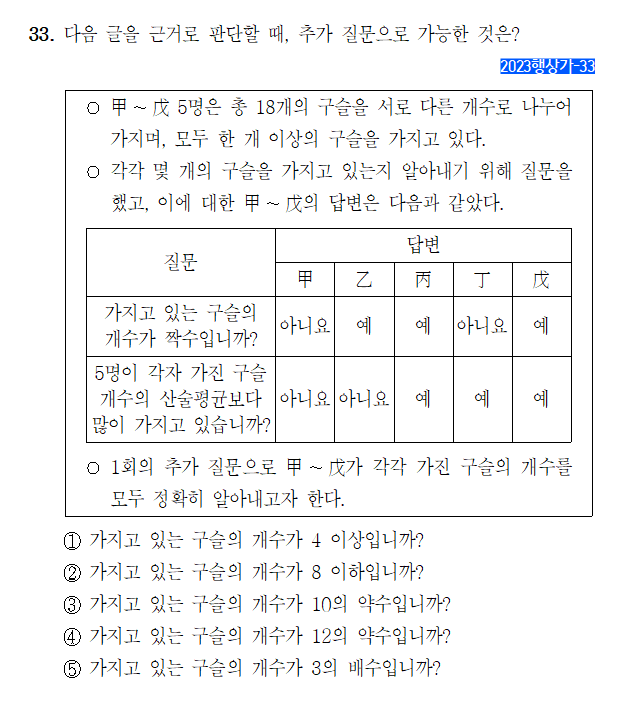 33. 다음 글을 근거로 판단할 때, 추가 질문으로 가능한 것은?
2023행상가-33
○ 甲 ~ 戊 5명은 총 18개의 구슬을 서로 다른 개수로 나누어
가지며, 모두 한 개 이상의 구슬을 가지고 있다.
○ 각각 몇 개의 구슬을 가지고 있는지 알아내기 위해 질문을
했고, 이에 대한 甲 ~ 戊의 답변은 다음과 같았다.
질문
답변
甲 乙 丙 丁 戊
가지고 있는 구슬의
개수가 짝수입니까?
아니요 예 예 아니요 예
5명이 각자 가진 구슬
개수의 산술평균보다
많이 가지고 있습니까?
아니요 아니요 예 예 예
○ 1회의 추가 질문으로 甲 ~ 戊가 각각 가진 구슬의 개수를
모두 정확히 알아내고자 한다.
① 가지고 있는 구슬의 개수가 4 이상입니까?
② 가지고 있는 구슬의 개수가 8 이하입니까?
③ 가지고 있는 구슬의 개수가 10의 약수입니까?
④ 가지고 있는 구슬의 개수가 12의 약수입니까?
⑤ 가지고 있는 구슬의 개수가 3의 배수입니까?